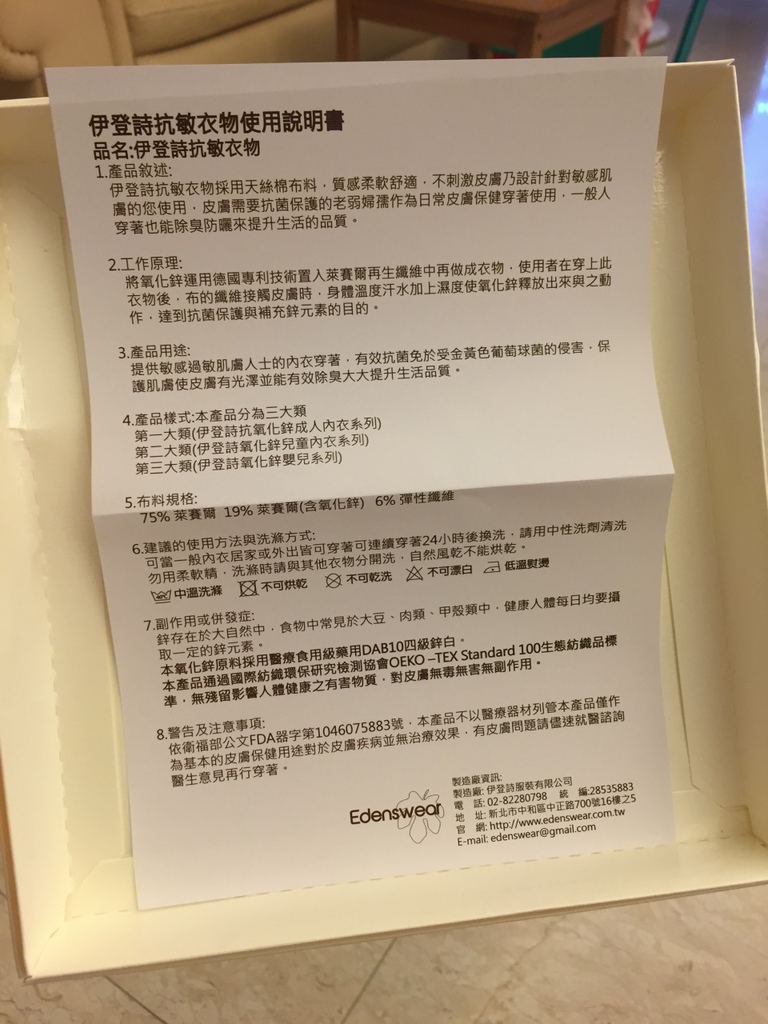 伊登詩抗敏衣物使用說明書
品名:伊登詩抗敏衣物
1.產品敘述:
伊登詩抗敏衣物採用天絲棉布料，質感柔軟舒適，不刺激皮膚乃設計針對敏感肌
膚的您使用，皮膚需要抗菌保護的老弱婦孺作為日常皮膚保健穿著使用，一般人
穿著也能除臭防曬來提升生活的品質。
2.工作原理:
將氧化鋅運用德國專利技術置入萊賽爾再生纖維中再做成衣物，使用者在穿上此
衣物後，布的纖維接觸皮膚時，身體溫度汗水加上濕度使氧化鋅釋放出來與之動
作，達到抗菌保護與補充鋅元素的目的。
3.產品用途:
提供敏感過敏肌膚人士的內衣穿著，有效抗菌免於受金黃色葡萄球菌的侵害，保
護肌膚使皮膚有光澤並能有效除臭大大提升生活品質。
4.產品樣式:本產品分為三大類
第一大類(伊登詩抗氧化鋅成人內衣系列)
第二大類(伊登詩氧化鋅兒童內衣系列)
第三大類(伊登詩氧化鋅嬰兒系列)
5.布料規格:
75% 萊賽爾 19% 萊賽爾(含氧化鋅) 6% 彈性纖維
6.建議的使用方法與洗滌方式:
可當一般內衣居家或外出皆可穿著可連續穿著24小時後換洗，請用中性洗劑清洗
勿用柔軟精，洗滌時請與其他衣物分開洗，自然風乾不能烘乾。
中溫洗滌 不可烘乾 不可乾洗 不可漂白 低溫熨燙
7.副作用或併發症:
鋅存在於大自然中，食物中常見於大豆、肉類、甲殼類中，健康人體每日均要攝
取一定的鋅元素。
本氧化鋅原料採用醫療食用級藥用DAB10四級鋅白。
本產品通過國際紡織環保研究檢測協會OEKO –TEX Standard 100生態紡織品標
準，無殘留影響人體健康之有害物質，對皮膚無毒無害無副作用。
8.警告及注意事項:
依衛福部公文FDA器字第1046075883號，本產品不以醫療器材列管本產品僅作
為基本的皮膚保健用途對於皮膚疾病並無治療效果，有皮膚問題請儘速就醫諮詢
醫生意見再行穿著。
Edenswear
製造廠資訊:
製造廠: 伊登詩服裝有限公司
電 話: 02-82280798 統 編:28535883
地 址: 新北市中和區中正路700號16樓之5
官 網: http://www.edenswear.com.tw
E-mail: edenswear@gmail.com